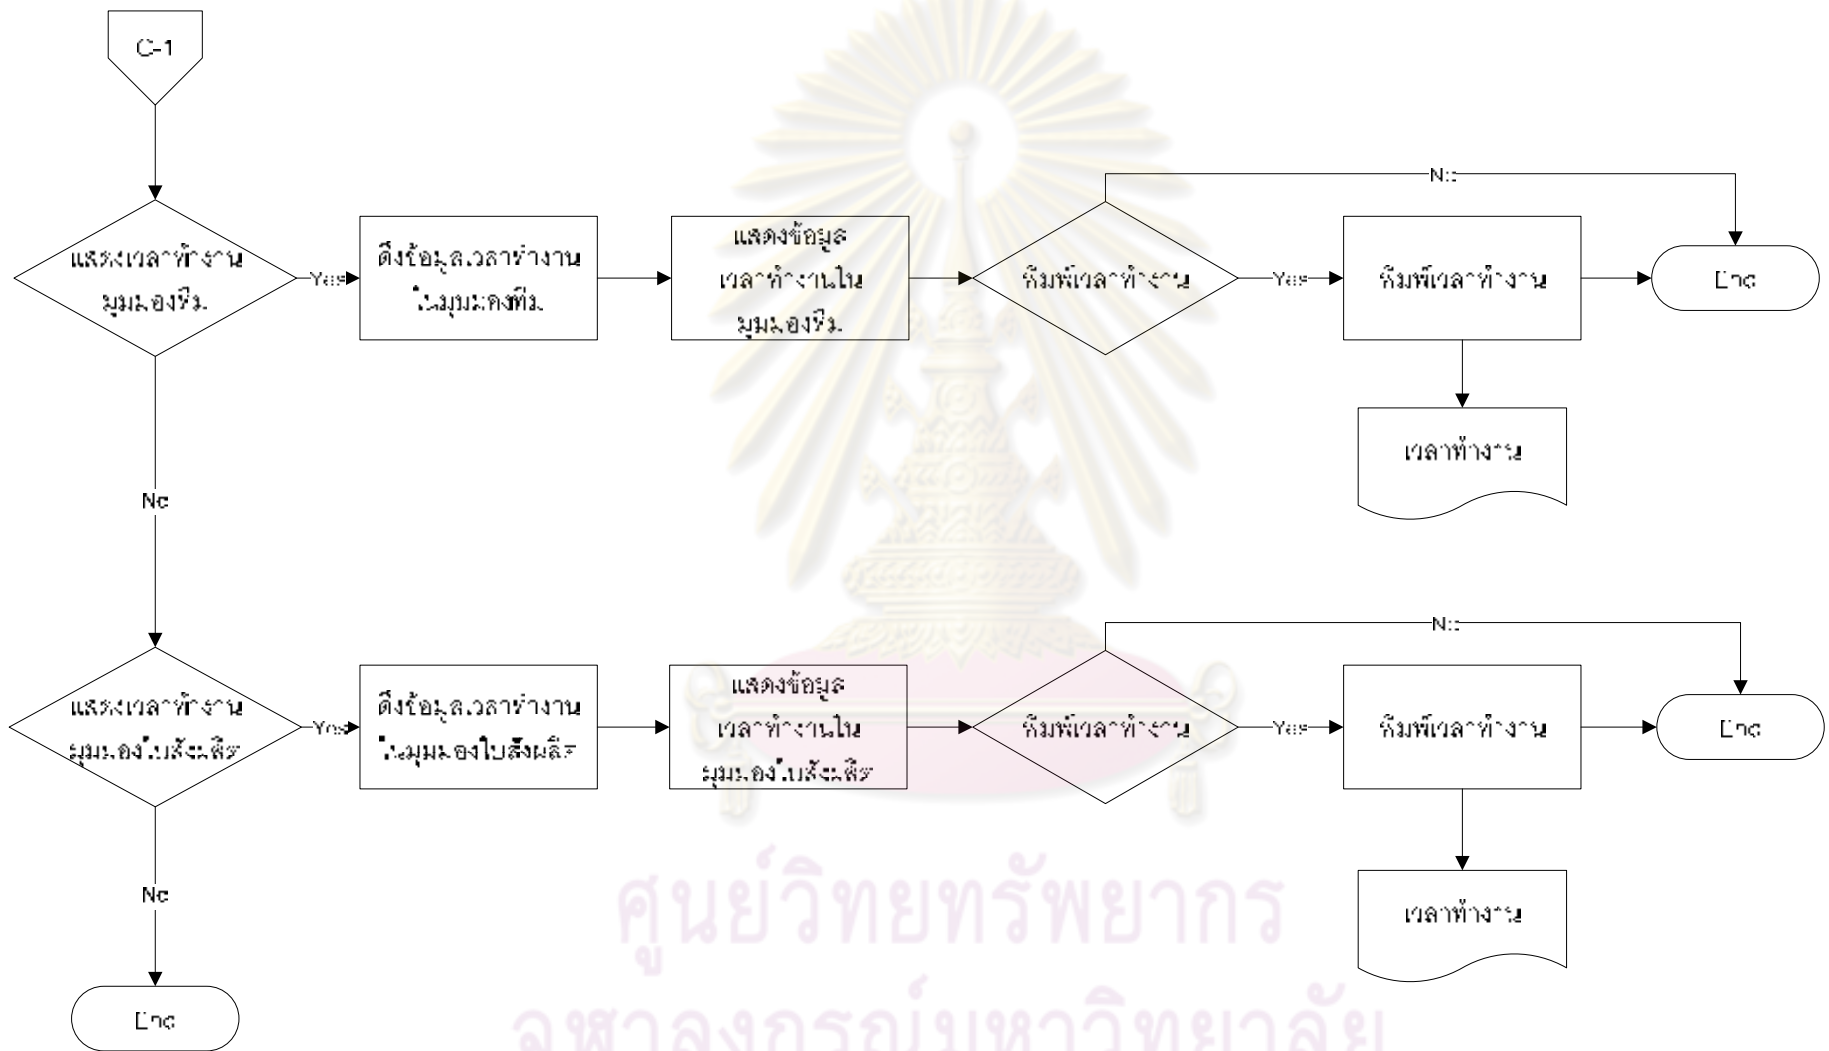 C-1
No
แสดงเวลาทำงาน
มุมมองทีม
Yes
ดึงข้อมูลเวลาทำงาน
ในมุมมองทีม
แสดงข้อมูล
เวลาทำงานใน
มุมมองทีม
พิมพ์เวลาทำงาน
Yes
พิมพ์เวลาทำงาน
End
เวลาทำงาน
No
No
แสดงเวลาทำงาน
มุมมองใบสั่งผลิต
Yes
ดึงข้อมูลเวลาทำงาน
ในมุมมองใบสั่งผลิต
แสดงข้อมูล
เวลาทำงานใน
มุมมองใบสั่งผลิต
พิมพ์เวลาทำงาน
Yes
พิมพ์เวลาทำงาน
End
No
เวลาทำงาน
End
ศูนย์วิทยทรัพยากร
จุฬาลงกรณ์มหาวิทยาลัย